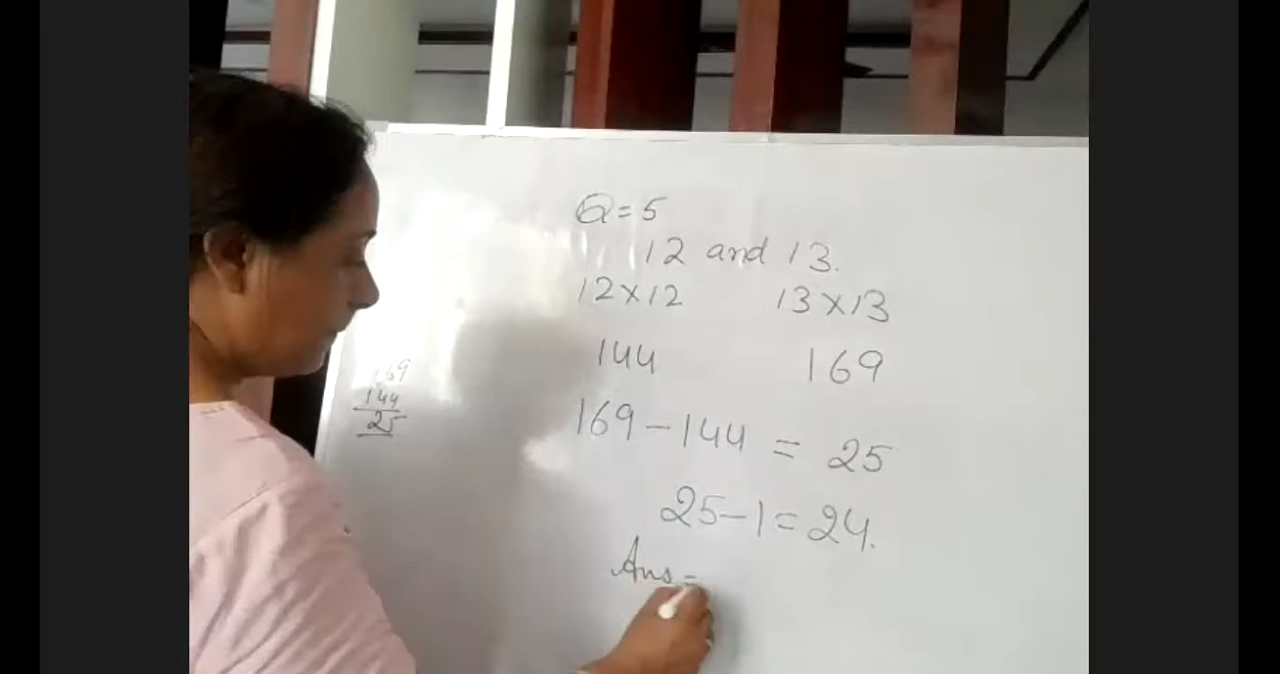 Q=5
12 and 13.
12×12 13×13
144 169
169
144
25
169-144 = 25
25-1=24.
Ans =